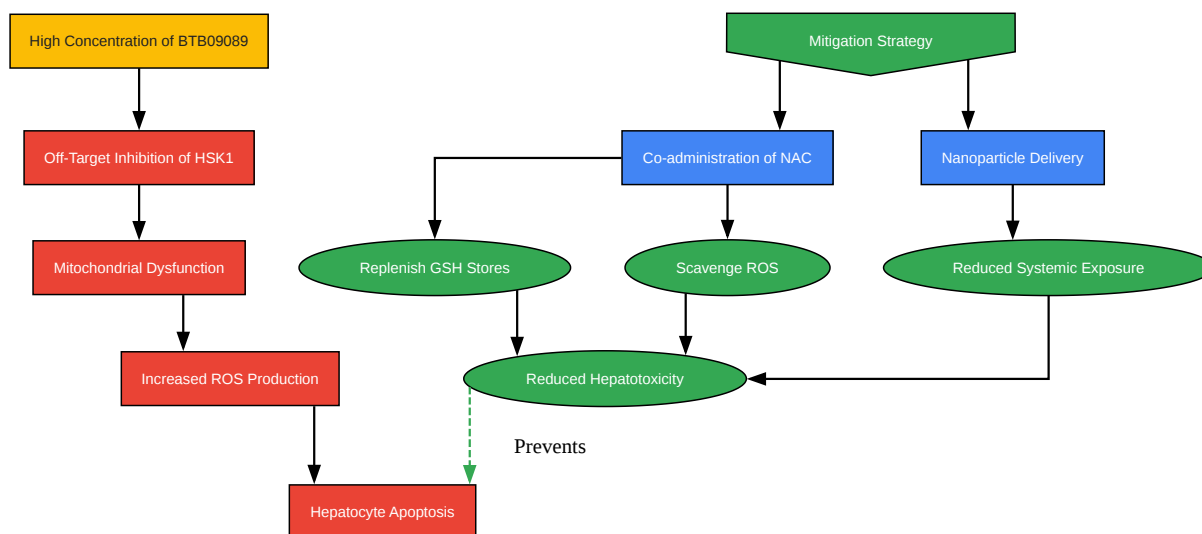 High Concentration of BTB09089
Mitigation Strategy
Off-Target Inhibition of HSK1
Co-administration of NAC
Nanoparticle Delivery
Mitochondrial Dysfunction
Replenish GSH Stores
Scavenge ROS
Reduced Systemic Exposure
Increased ROS Production
Reduced Hepatotoxicity
Prevents
Hepatocyte Apoptosis